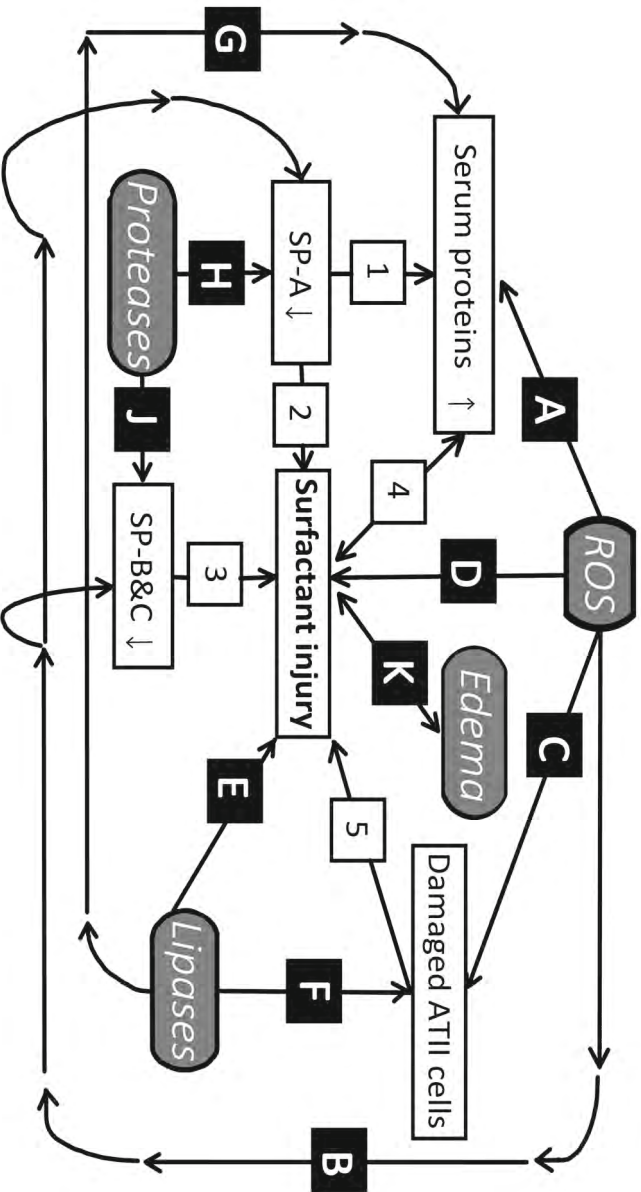 ROS
A
C
Serum proteins ↑
D
Edema
Damaged ATII cells
4
K
1
5
B
F
SP-A ↓
2
Surfactant injury
G
H
3
E
Lipases
Proteases
J
SP-B&C ↓